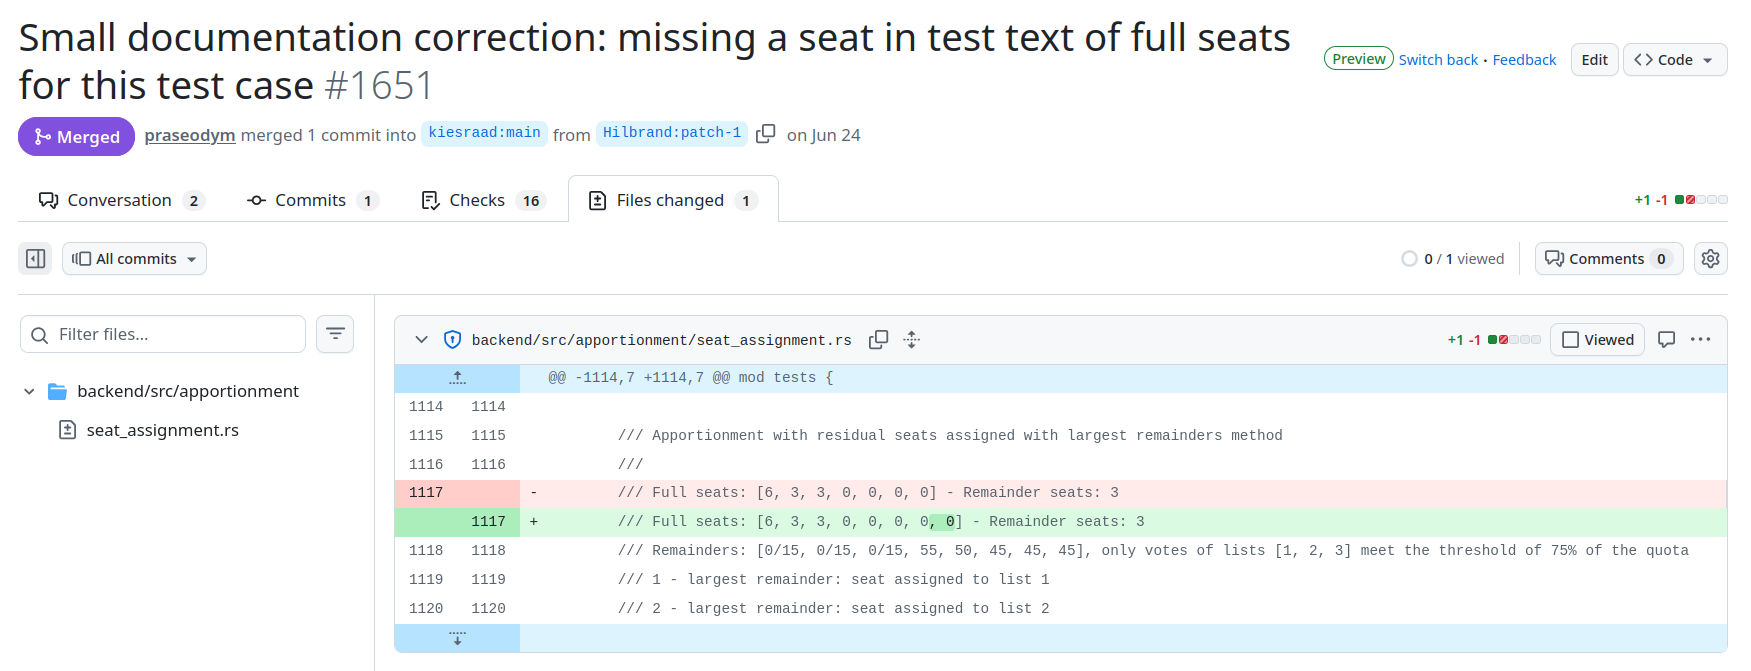 Small documentation correction: missing a seat in test text of full seats
for this test case #1651
Preview Switch back · Feedback Edit <> Code
Merged praseodym merged 1 commit into kiesraad:main from Hilbrand:patch-1 on Jun 24
Conversation 2 Commits 1 Checks 16 Files changed 1 +1 -1
All commits 0 / 1 viewed Comments 0
Filter files...
backend/src/apportionment
seat_assignment.rs
backend/src/apportionment/seat_assignment.rs +1 -1 Viewed
@@ -1114,7 +1114,7 @@ mod tests {
1114 1114
1115 1115 /// Apportionment with residual seats assigned with largest remainders method
1116 1116 ///
1117 - /// Full seats: [6, 3, 3, 0, 0, 0, 0] - Remainder seats: 3
1117 + /// Full seats: [6, 3, 3, 0, 0, 0, 0, 0] - Remainder seats: 3
1118 1118 /// Remainders: [0/15, 0/15, 0/15, 55, 50, 45, 45, 45], only votes of lists [1, 2, 3] meet the threshold of 75% of the quota
1119 1119 /// 1 - largest remainder: seat assigned to list 1
1120 1120 /// 2 - largest remainder: seat assigned to list 2